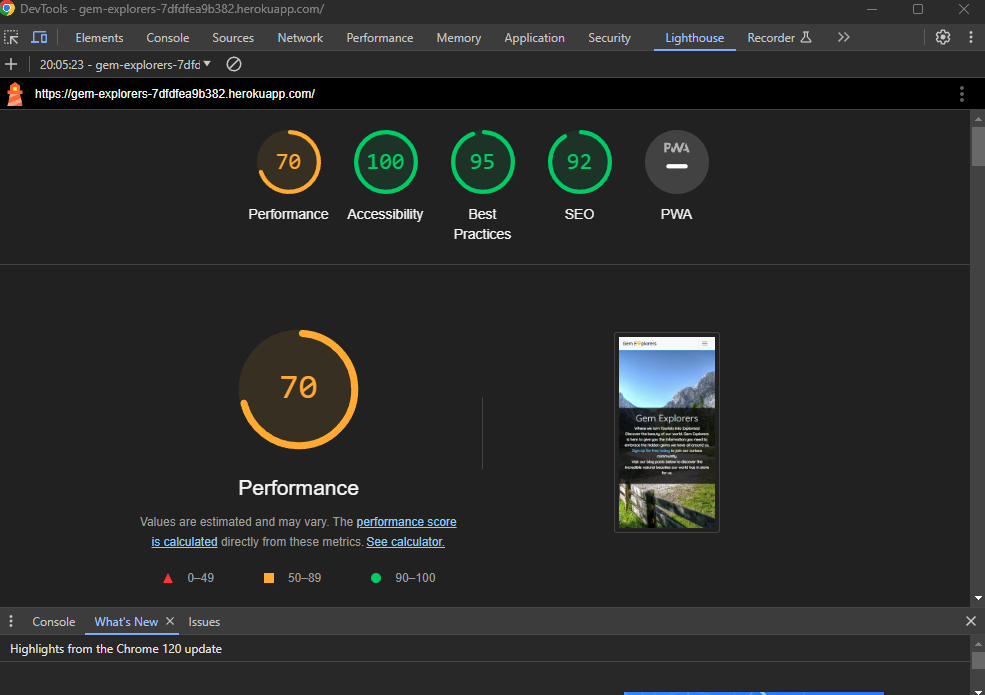 DevTools - gem-explorers-7dfdfea9b382.herokuapp.com/
Elements Console Sources Network Performance Memory Application Security Lighthouse Recorder
20:05:23 - gem-explorers-7dfc
https://gem-explorers-7dfdfea9b382.herokuapp.com/
70 100 95 92 PWA
Performance Accessibility Best Practices SEO PWA
70
Performance
Values are estimated and may vary. The performance score
is calculated directly from these metrics. See calculator.
0–49 50–89 90–100
Gem Explorers
Gem Explorers
Where we turn Tourists into Explorers!
Discover the beauty of our world. Gem Explorers
is here to give you the information you need to
embrace the hidden gems we have all around us.
Sign up for free today to join our curious
community.
Visit our blog posts below to discover the
incredible natural beauties our world has in store
for us.
Console What's New Issues
Highlights from the Chrome 120 update